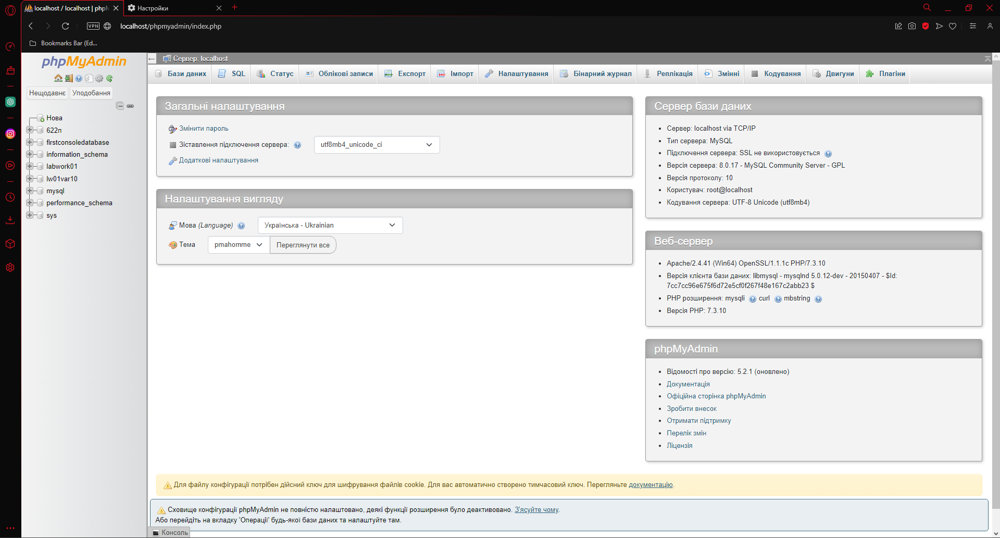 localhost / localhost | phpM
Настройки
VPN
localhost/phpmyadmin/index.php
Bookmarks Bar (Ed...
phpMyAdmin
Нещодавнє
Уподобання
Нова
622п
firstconsoledatabase
information_schema
labwork01
lw01var10
mysql
performance_schema
sys
Сервер: localhost
Бази даних
SQL
Статус
Облікові записи
Експорт
Імпорт
Налаштування
Бінарний журнал
Реплікація
Змінні
Кодування
Двигуни
Плагіни
Загальні налаштування
Змінити пароль
Зіставлення підключення сервера:
utf8mb4_unicode_ci
Додаткові налаштування
Налаштування вигляду
Мова (Language)
Українська - Ukrainian
Тема
pmahomme
Переглянути все
Сервер бази даних
Сервер: localhost via TCP/IP
Тип сервера: MySQL
Підключення сервера: SSL не використовується
Версія сервера: 8.0.17 - MySQL Community Server - GPL
Версія протоколу: 10
Користувач: root@localhost
Кодування сервера: UTF-8 Unicode (utf8mb4)
Веб-сервер
Apache/2.4.41 (Win64) OpenSSL/1.1.1c PHP/7.3.10
Версія клієнта бази даних: libmysql - mysqlnd 5.0.12-dev - 20150407 - $Id:
7cc7cc96e675f6d72e5cf0f267f48e167c2abb23 $
PHP розширення: mysqli curl mbstring
Версія PHP: 7.3.10
phpMyAdmin
Відомості про версію: 5.2.1 (оновлено)
Документація
Офіційна сторінка phpMyAdmin
Зробити внесок
Отримати підтримку
Перелік змін
Ліцензія
Для файлу конфігурації потрібен дійсний ключ для шифрування файлів cookie. Для вас автоматично створено тимчасовий ключ. Перегляньте документацію.
Сховище конфігурації phpMyAdmin не повністю налаштовано, деякі функції розширення було деактивовано. З'ясуйте чому.
Або перейдіть на вкладку 'Операції' будь-якої бази даних та налаштуйте там.
Консоль